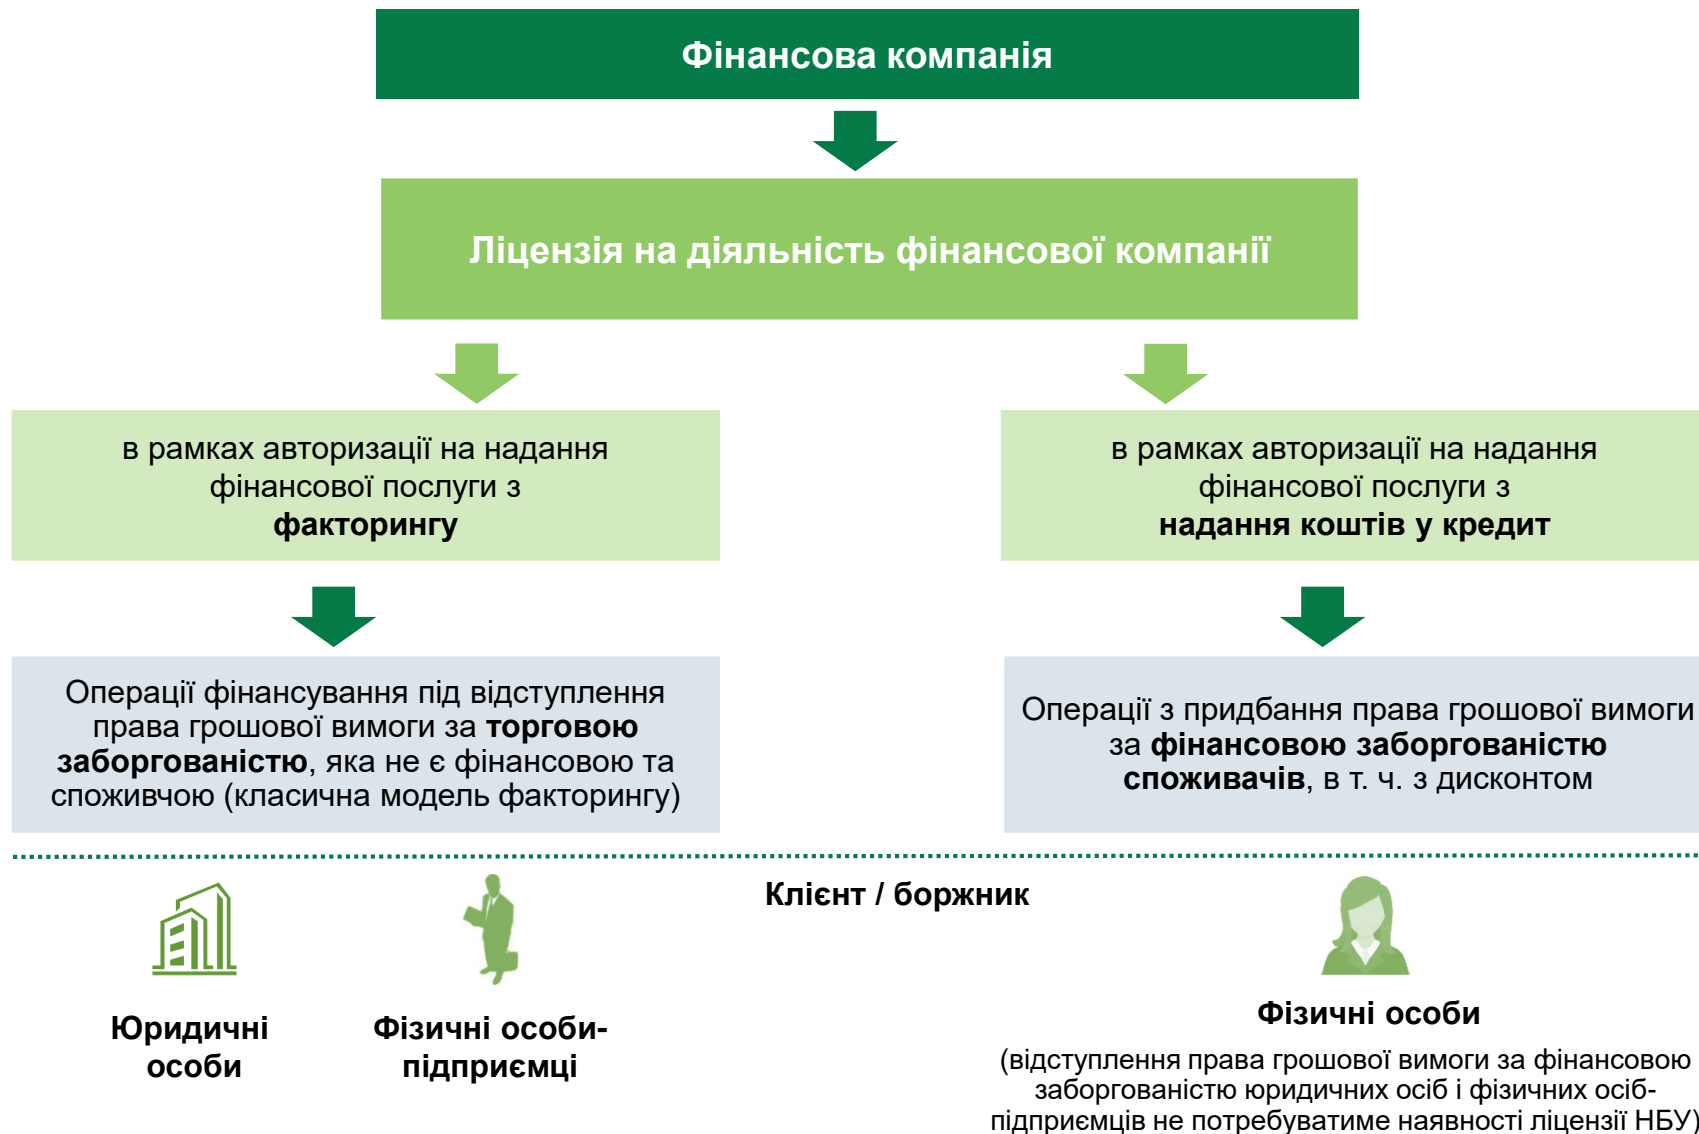 Фінансова компанія
Ліцензія на діяльність фінансової компанії
в рамках авторизації на надання
фінансової послуги з
факторингу
в рамках авторизації на надання
фінансової послуги з
надання коштів у кредит
Операції фінансування під відступлення
права грошової вимоги за торговою
заборгованістю, яка не є фінансовою та
споживчою (класична модель факторингу)
Операції з придбання права грошової вимоги
за фінансовою заборгованістю
споживачів, в т. ч. з дисконтом
Клієнт / боржник
Юридичні
особи
Фізичні особи-
підприємці
Фізичні особи
(відступлення права грошової вимоги за фінансовою
заборгованістю юридичних осіб і фізичних осіб-
підприємців не потребуватиме наявності ліцензії НБУ)